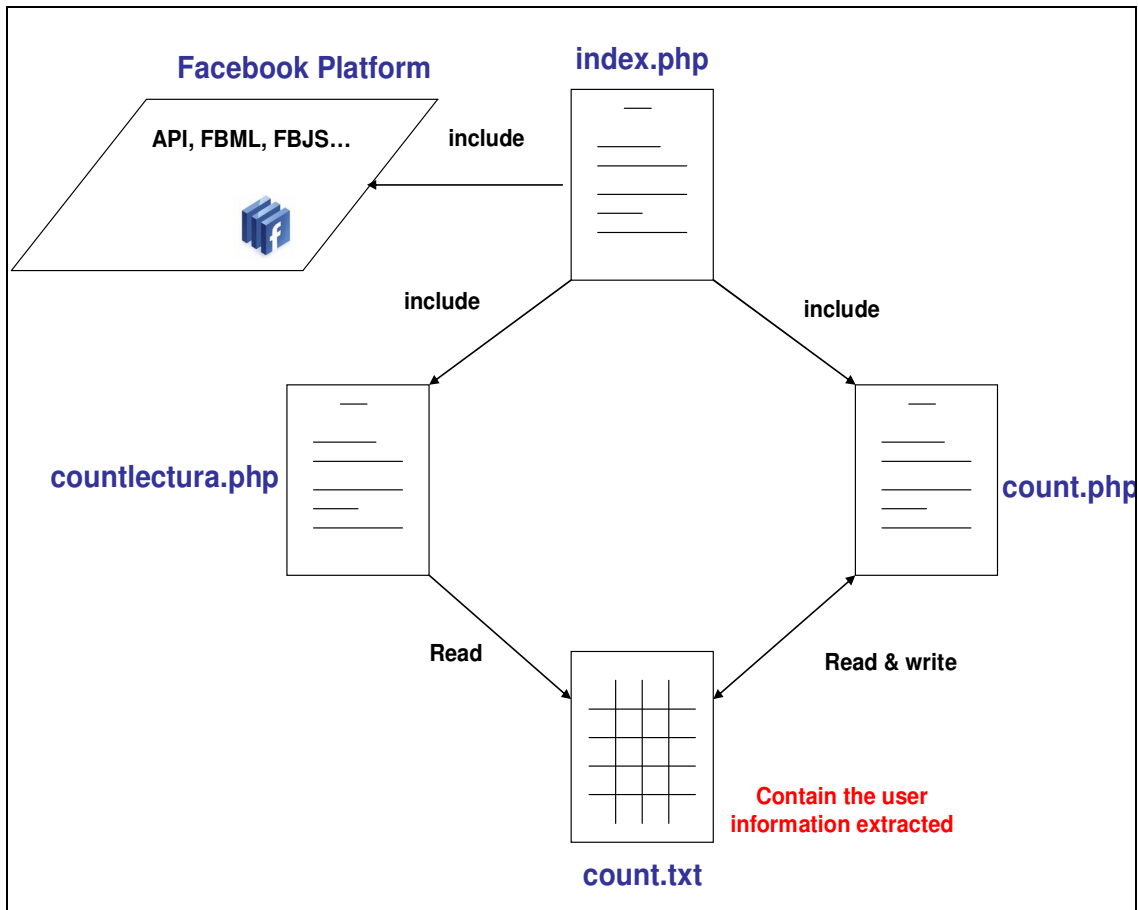 Facebook Platform
index.php
API, FBML, FBJS…
include
f
include
include
countlectura.php
count.php
Read
Read & write
Contain the user
information extracted
count.txt